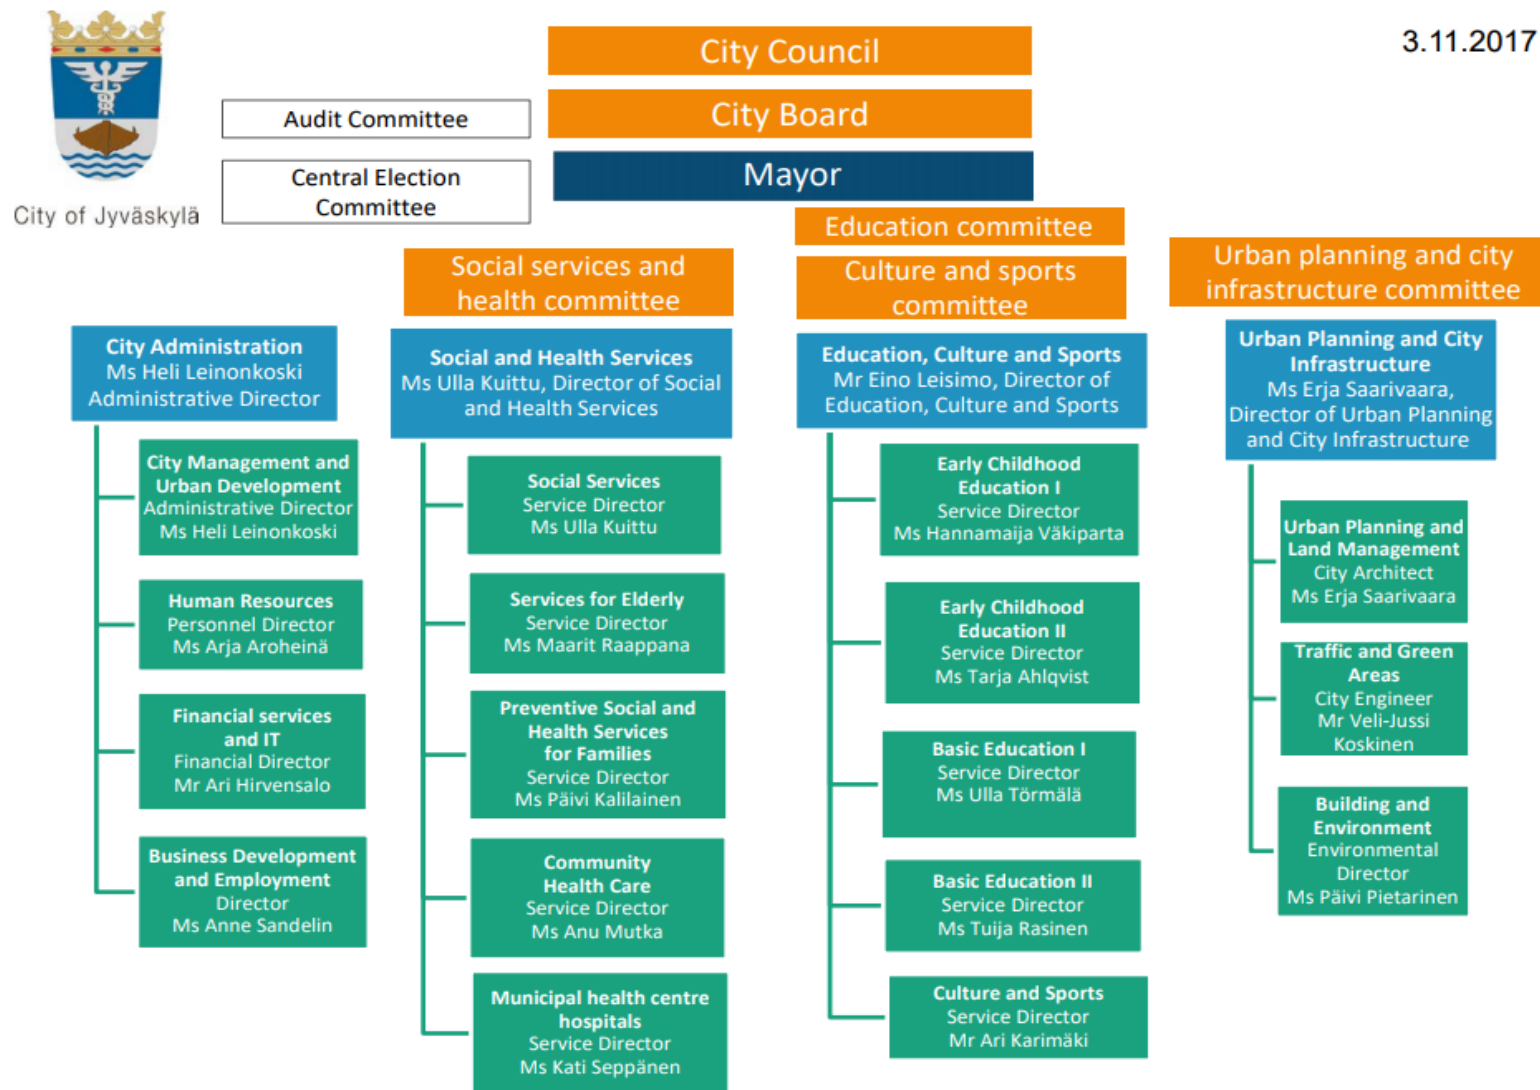 City of Jyväskylä
3.11.2017
City Council
City Board
Mayor
Audit Committee
Central Election
Committee
Social services and
health committee
Education committee
Culture and sports
committee
Urban planning and city
infrastructure committee
City Administration
Ms Heli Leinonkoski
Administrative Director
City Management and
Urban Development
Administrative Director
Ms Heli Leinonkoski
Human Resources
Personnel Director
Ms Arja Aroheinä
Financial services
and IT
Financial Director
Mr Ari Hirvensalo
Business Development
and Employment
Director
Ms Anne Sandelin
Social and Health Services
Ms Ulla Kuittu, Director of Social
and Health Services
Social Services
Service Director
Ms Ulla Kuittu
Services for Elderly
Service Director
Ms Maarit Raappana
Preventive Social and
Health Services
for Families
Service Director
Ms Päivi Kalilainen
Community
Health Care
Service Director
Ms Anu Mutka
Municipal health centre
hospitals
Service Director
Ms Kati Seppänen
Education, Culture and Sports
Mr Eino Leisimo, Director of
Education, Culture and Sports
Early Childhood
Education I
Service Director
Ms Hannamaija Väkiparta
Early Childhood
Education II
Service Director
Ms Tarja Ahlqvist
Basic Education I
Service Director
Ms Ulla Törmälä
Basic Education II
Service Director
Ms Tuija Rasinen
Culture and Sports
Service Director
Mr Ari Karimäki
Urban Planning and City
Infrastructure
Ms Erja Saarivaara,
Director of Urban Planning
and City Infrastructure
Urban Planning and
Land Management
City Architect
Ms Erja Saarivaara
Traffic and Green
Areas
City Engineer
Mr Veli-Jussi
Koskinen
Building and
Environment
Environmental
Director
Ms Päivi Pietarinen